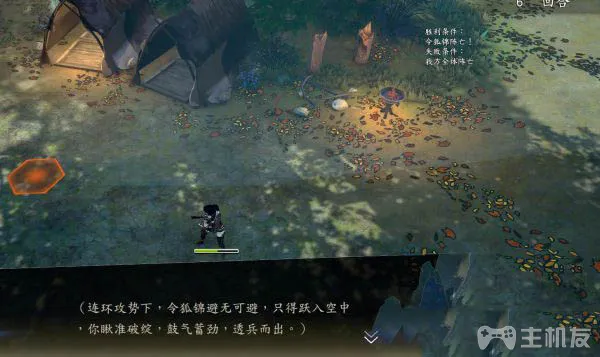 6 回合
胜利条件：
令狐锦阵亡！
失败条件：
我方全体阵亡
（连环攻势下，令狐锦避无可避，只得跃入空中
，你瞅准破绽，鼓气蓄劲，透兵而出。）
主机友